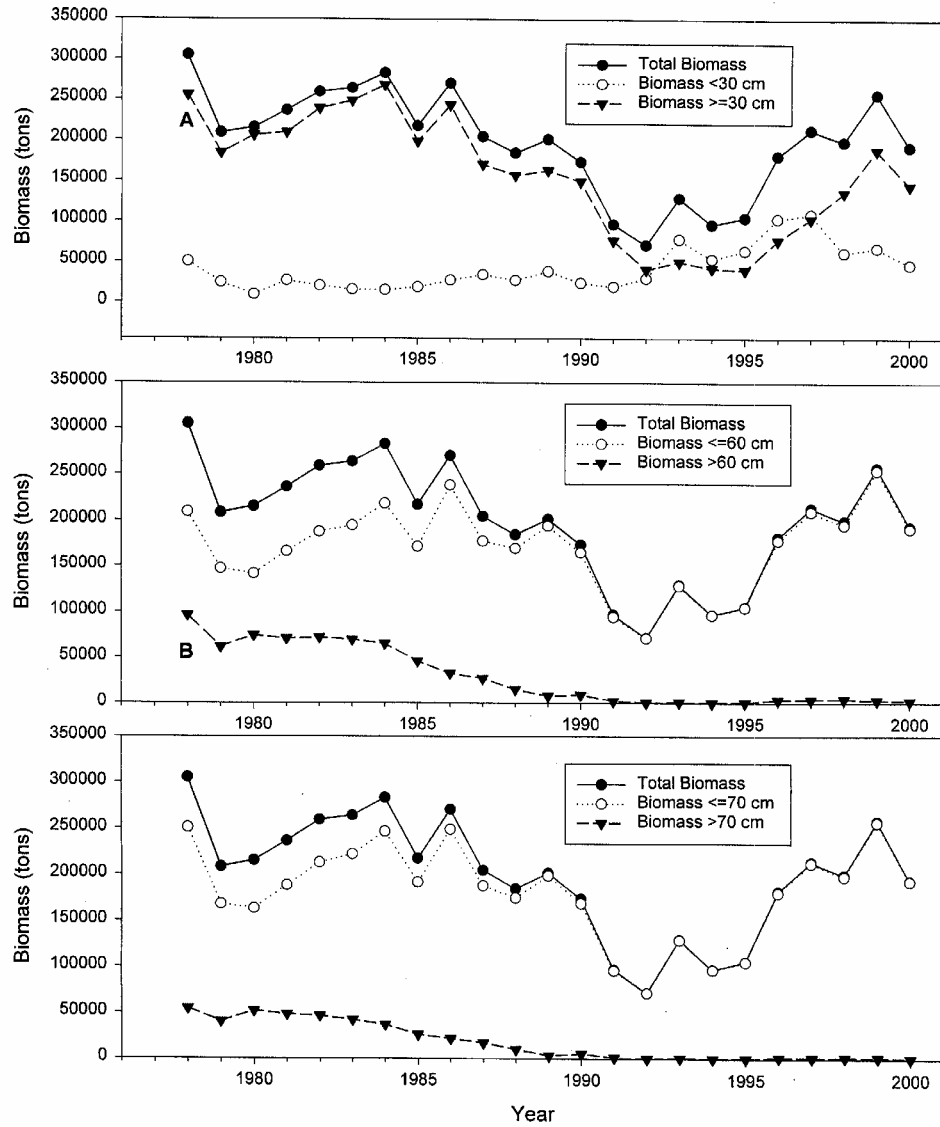 350000
300000
250000
200000
150000
100000
50000
0
Biomass (tons)
A
Total Biomass
Biomass <30 cm
Biomass >=30 cm
1980
1985
1990
1995
2000
350000
300000
250000
200000
150000
100000
50000
0
Biomass (tons)
B
Total Biomass
Biomass <=60 cm
Biomass >60 cm
1980
1985
1990
1995
2000
350000
300000
250000
200000
150000
100000
50000
0
Biomass (tons)
Total Biomass
Biomass <=70 cm
Biomass >70 cm
1980
1985
1990
1995
2000
Year